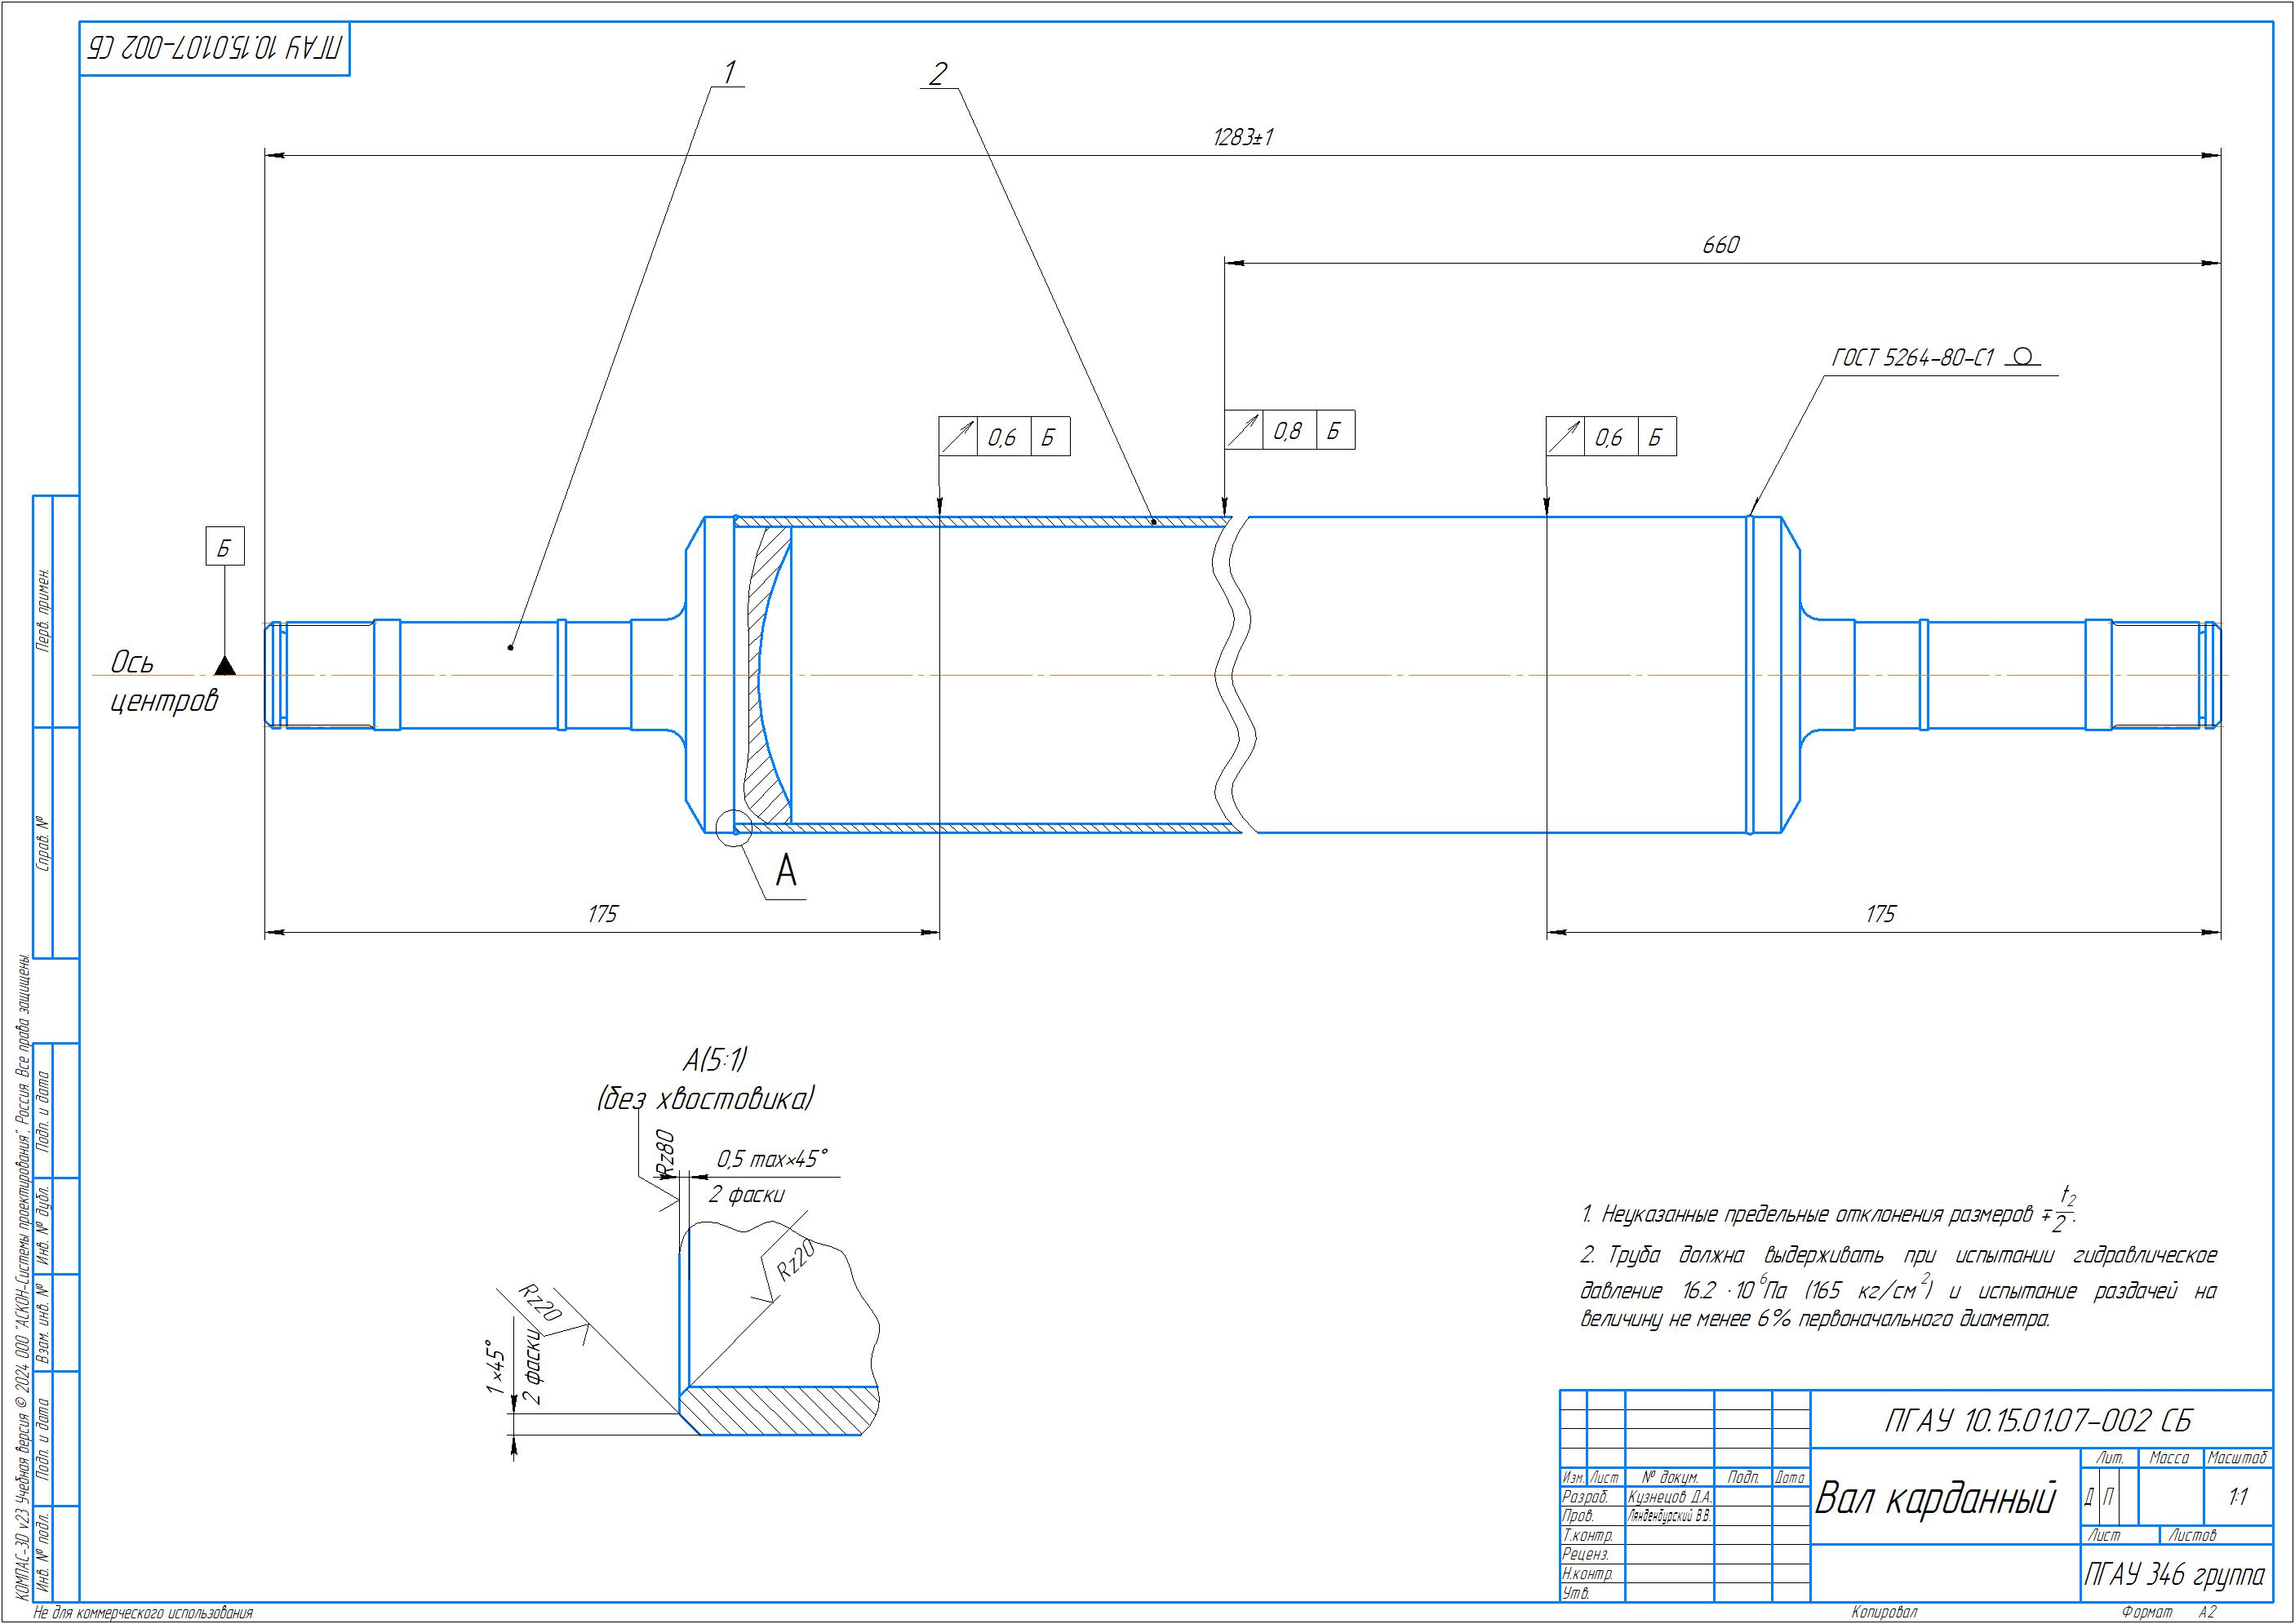 ПГАУ 10.15.01.07-002 СБ
1
2
1283±1
660
ГОСТ 5264-80-С1
0,6 Б
0,8 Б
0,6 Б
Б
Ось
центров
А
175
175
А(5:1)
(без хвостовика)
Rz80
0,5 max×45°
2 фаски
Rz20
Rz20
1×45°
2 фаски
1. Неуказанные предельные отклонения размеров ∓ t2/2.
2. Труба должна выдерживать при испытании гидравлическое
давление 16.2 · 10^6 Па (165 кг/см^2) и испытание раздачей на
величину не менее 6% первоначального диаметра.
Перв. примен.
Справ. №
Подп. и дата
Инв. № дубл.
Взам. инв. №
Подп. и дата
Инв. № подл.
КОМПАС-3D v23 Учебная версия © 2024 ООО "АСКОН-Системы проектирования", Россия. Все права защищены.
ПГАУ 10.15.01.07-002 СБ
Лит. Масса Масштаб
Изм. Лист № докум. Подп. Дата
Разраб. Кузнецов Д.А.
Вал карданный
Д П 1:1
Пров. Лянденбурский В.В.
Т.контр.
Лист Листов
Реценз.
Н.контр.
ПГАУ 346 группа
Утв.
Не для коммерческого использования
Копировал
Формат А2